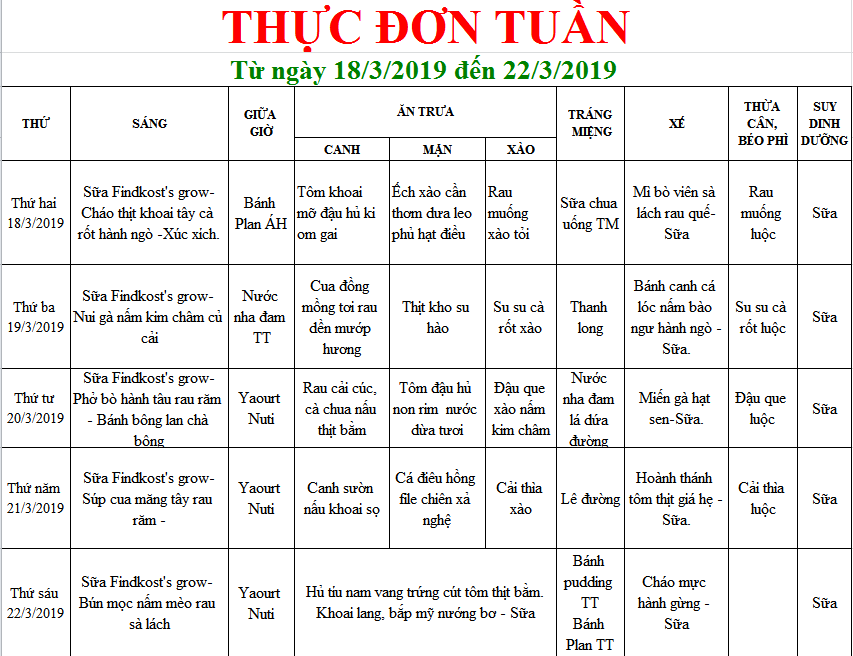 THỰC ĐƠN TUẦN
Từ ngày 18/3/2019 đến 22/3/2019
THỨ
SÁNG
GIỮA
GIỜ
ĂN TRƯA
CANH
MẶN
XÀO
TRÁNG
MIỆNG
XẾ
THỪA
CÂN,
BÉO PHÌ
SUY
DINH
DƯỠNG
Thứ hai
18/3/2019
Sữa Findkost's grow-
Cháo thịt khoai tây cà
rốt hành ngò -Xúc xích.
Bánh
Plan ÁH
Tôm khoai
mỡ đậu hủ ki
om gai
Ếch xào cần
thơm dưa leo
phủ hạt điều
Rau
muống
xào tỏi
Sữa chua
uống TM
Mì bò viên sà
lách rau quế-
Sữa
Rau
muống
luộc
Sữa
Thứ ba
19/3/2019
Sữa Findkost's grow-
Nui gà nấm kim châm củ
cải
Nước
nha đam
TT
Cua đồng
mồng tơi rau
dền mướp
hương
Thịt kho su
hào
Su su cà
rốt xào
Thanh
long
Bánh canh cá
lóc nấm bào
ngư hành ngò -
Sữa.
Su su cà
rốt luộc
Sữa
Thứ tư
20/3/2019
Sữa Findkost's grow-
Phở bò hành tâu rau răm
- Bánh bông lan chà
bông
Yaourt
Nuti
Rau cải cúc,
cà chua nấu
thịt bằm
Tôm đậu hủ
non rim nước
dừa tươi
Đậu que
xào nấm
kim châm
Nước
nha đam
lá dứa
đường
Miến gà hạt
sen-Sữa.
Đậu que
luộc
Sữa
Thứ năm
21/3/2019
Sữa Findkost's grow-
Súp cua măng tây rau
răm -
Yaourt
Nuti
Canh sườn
nấu khoai sọ
Cá điêu hồng
file chiên xả
nghệ
Cải thìa
xào
Lê đường
Hoành thánh
tôm thịt giá hẹ -
Sữa.
Cải thìa
luộc
Sữa
Thứ sáu
22/3/2019
Sữa Findkost's grow-
Bún mọc nấm mèo rau
sà lách
Yaourt
Nuti
Hủ tíu nam vang trứng cút tôm thịt bằm.
Khoai lang, bắp mỹ nướng bơ - Sữa
Bánh
pudding
TT
Bánh
Plan TT
Cháo mực
hành gừng -
Sữa
Sữa